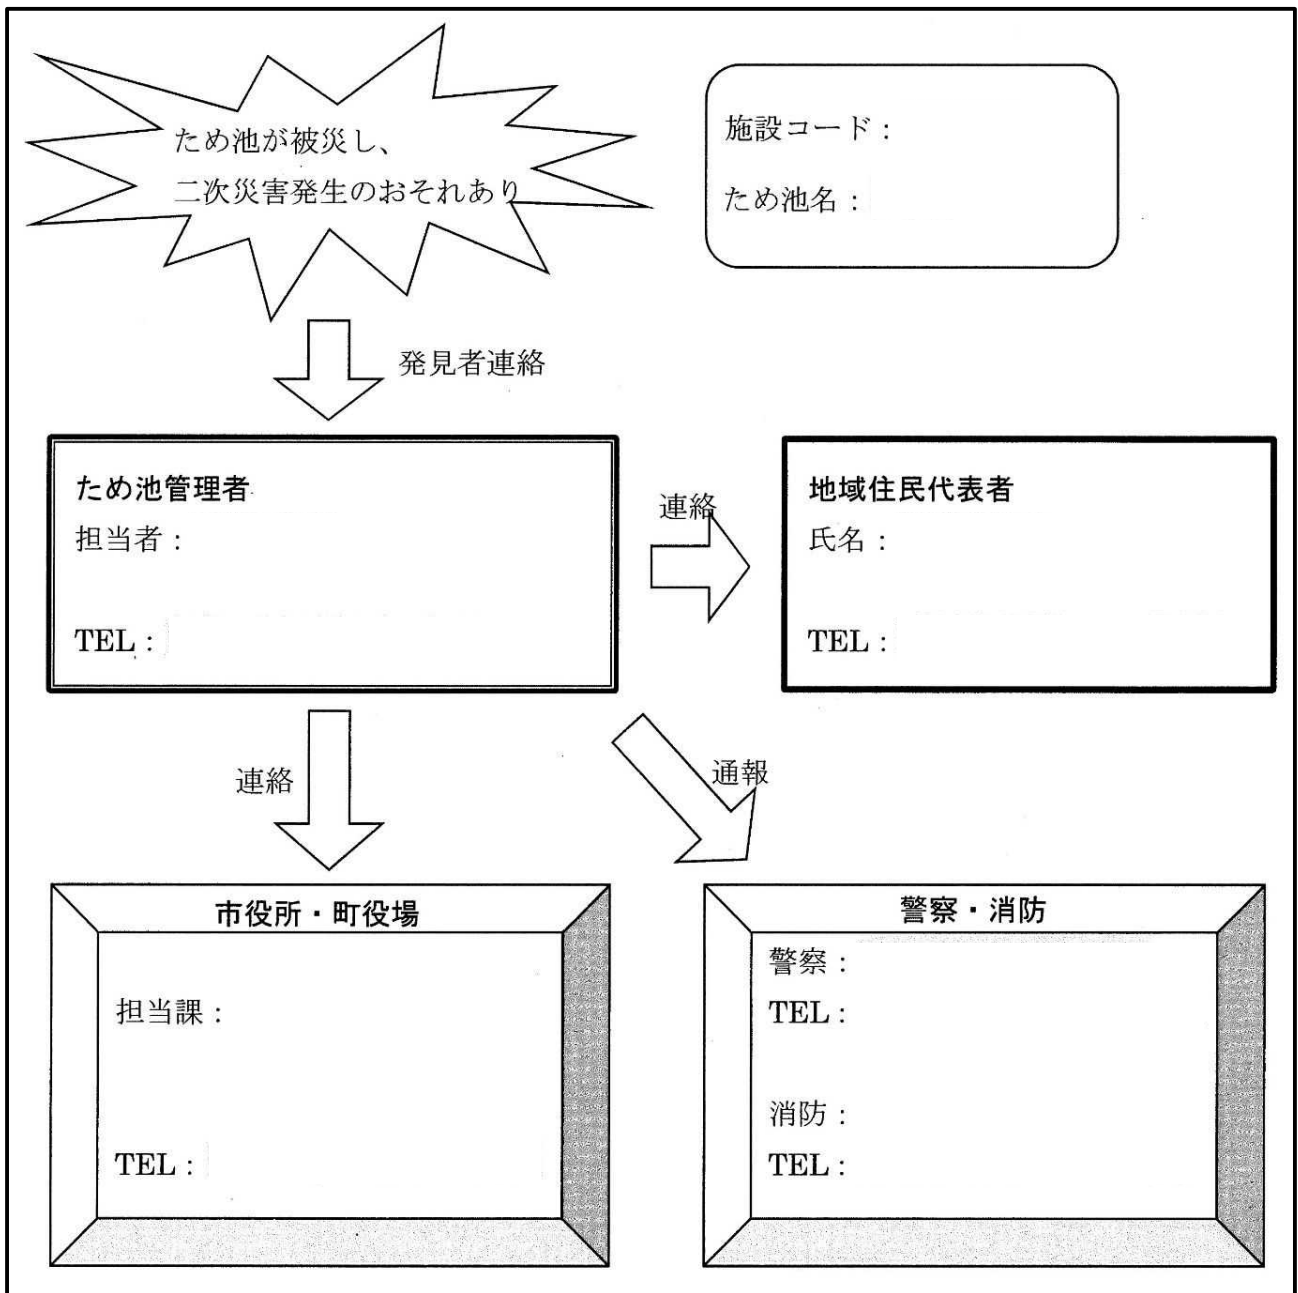 ため池が被災し、
二次災害発生のおそれあり
施設コード：
ため池名：
発見者連絡
ため池管理者
担当者：
TEL：
連絡
地域住民代表者
氏名：
TEL：
連絡
通報
市役所・町役場
担当課：
TEL：
警察・消防
警察：
TEL：
消防：
TEL：